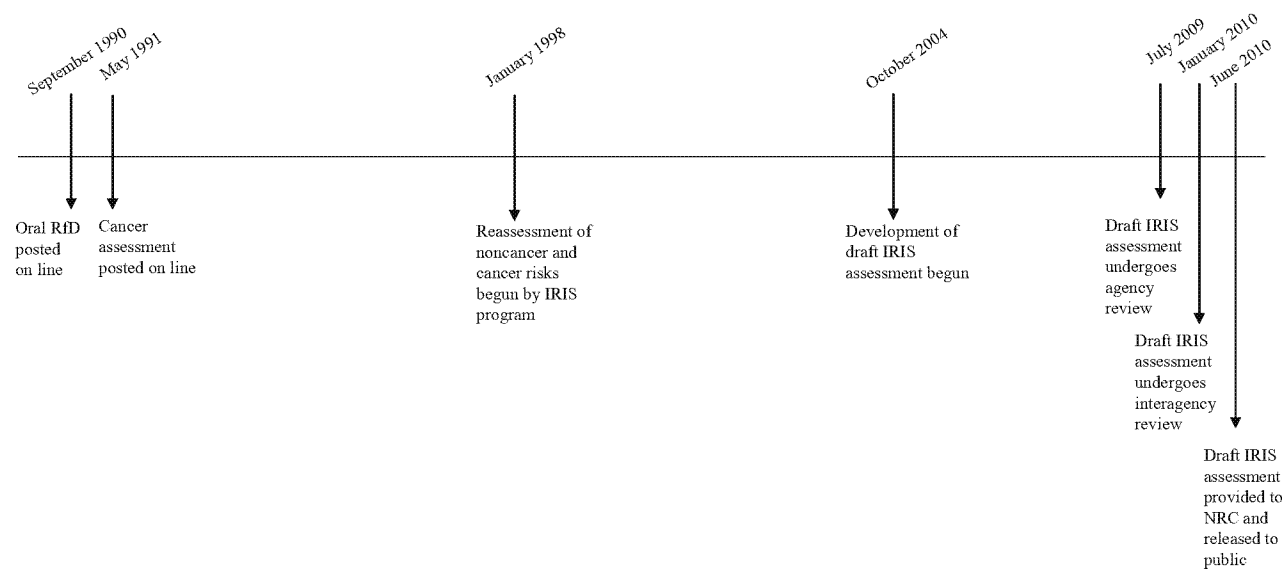 September 1990
May 1991
January 1998
October 2004
July 2009
January 2010
June 2010
Oral RfD
posted
on line
Cancer
assessment
posted on line
Reassessment of
noncancer and
cancer risks
begun by IRIS
program
Development of
draft IRIS
assessment begun
Draft IRIS
assessment
undergoes
agency
review
Draft IRIS
assessment
undergoes
interagency
review
Draft IRIS
assessment
provided to
NRC and
released to
public